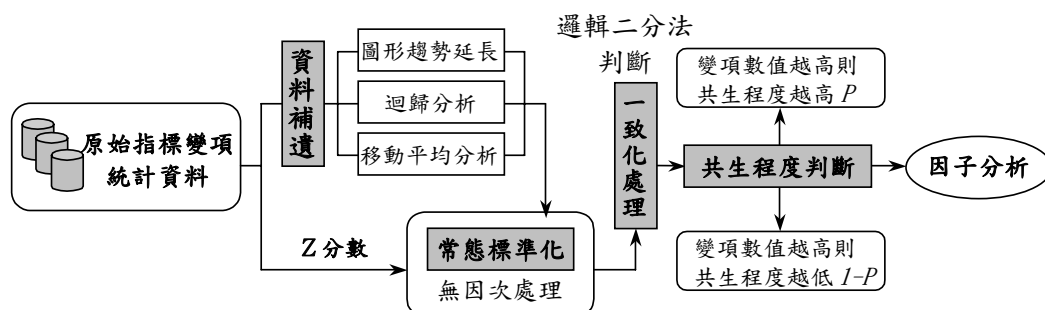 原始指標變項
統計資料
資料補遺
圖形趨勢延長
迴歸分析
移動平均分析
Z 分數
常態標準化
無因次處理
邏輯二分法
判斷
一致化處理
變項數值越高則
共生程度越高 P
共生程度判斷
變項數值越高則
共生程度越低 1-P
因子分析